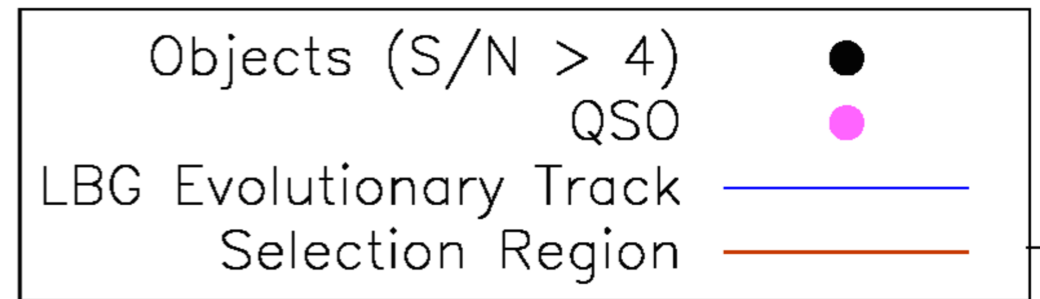 Objects (S/N > 4)
QSO
LBG Evolutionary Track
Selection Region